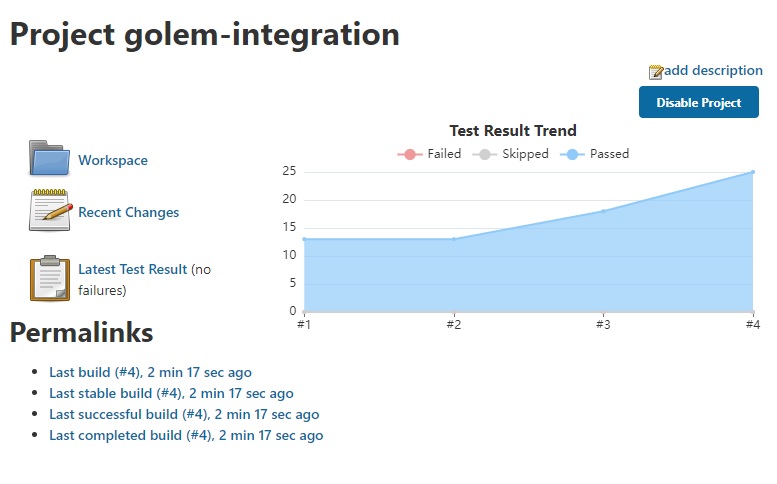 Project golem-integration
add description
Disable Project
Workspace
Recent Changes
Latest Test Result (no
failures)
Test Result Trend
Failed Skipped Passed
25
20
15
10
5
0
#1 #2 #3 #4
Permalinks
Last build (#4), 2 min 17 sec ago
Last stable build (#4), 2 min 17 sec ago
Last successful build (#4), 2 min 17 sec ago
Last completed build (#4), 2 min 17 sec ago